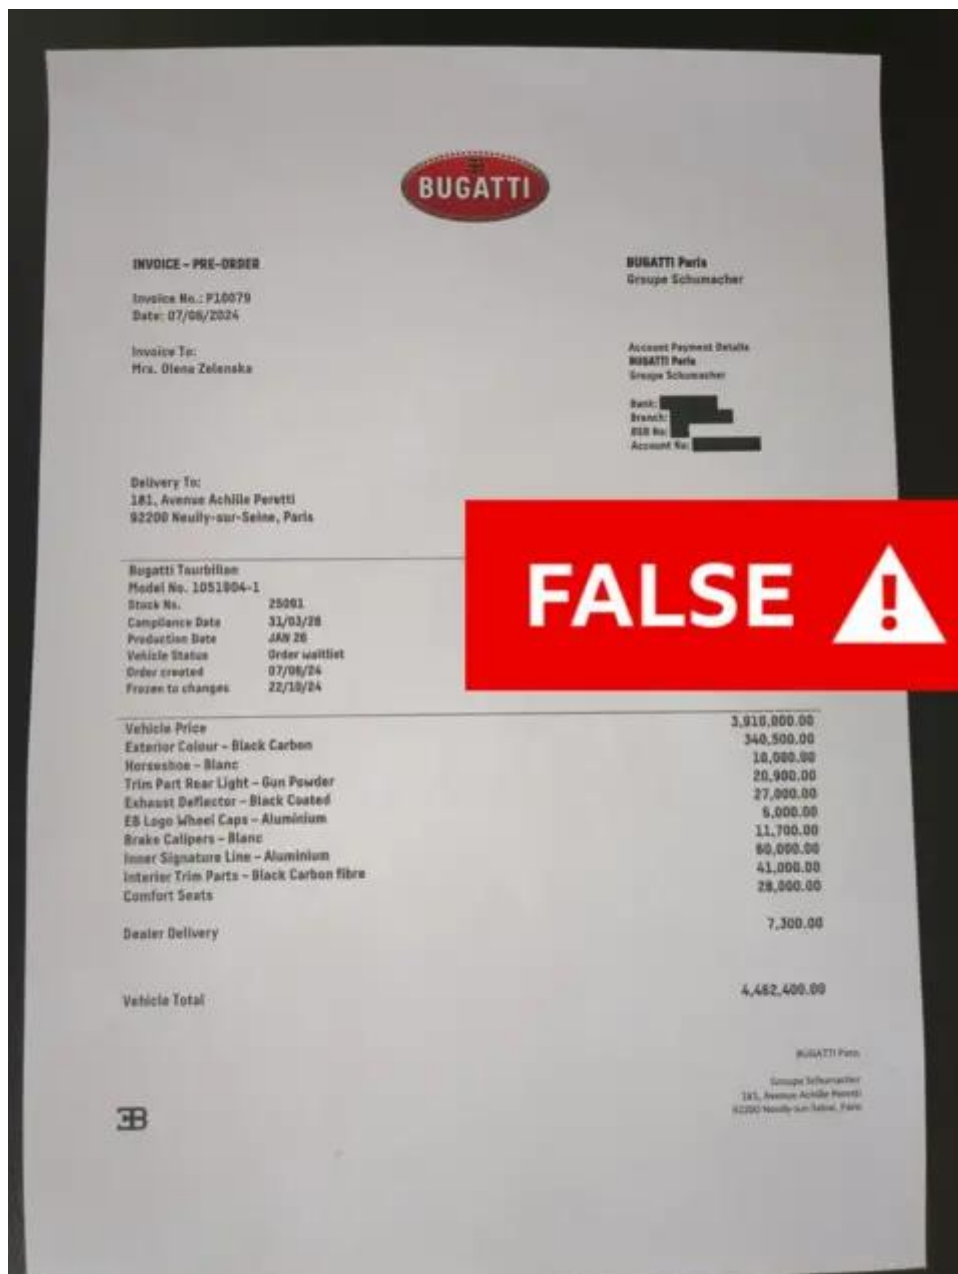 BUGATTI
INVOICE – PRE-ORDER
Invoice No.: P10079
Date: 07/06/2024
Invoice To:
Mrs. Olena Zelenska
BUGATTI Paris
Groupe Schumacher
Account Payment Details
BUGATTI Paris
Groupe Schumacher
Bank:
Branch:
BSB No:
Account No:
Delivery To:
181, Avenue Achille Peretti
92200 Neuilly-sur-Seine, Paris
FALSE
Bugatti Tourbillon
Model No. 1051804-1
Stock No. 25001
Compliance Date 31/03/26
Production Date JAN 26
Vehicle Status Order waitlist
Order created 07/06/24
Frozen to changes 22/10/24
Vehicle Price 3,910,000.00
Exterior Colour – Black Carbon 340,500.00
Horseshoe – Blanc 10,000.00
Trim Part Rear Light – Gun Powder 20,900.00
Exhaust Deflector – Black Coated 27,000.00
EB Logo Wheel Caps – Aluminium 6,000.00
Brake Calipers – Blanc 11,700.00
Inner Signature Line – Aluminium 60,000.00
Interior Trim Parts – Black Carbon fibre 41,000.00
Comfort Seats 28,000.00
Dealer Delivery 7,300.00
Vehicle Total 4,462,400.00
BUGATTI Paris
Groupe Schumacher
Avenue Achille Peretti
92200 Neuilly-sur-Seine, Paris
EB